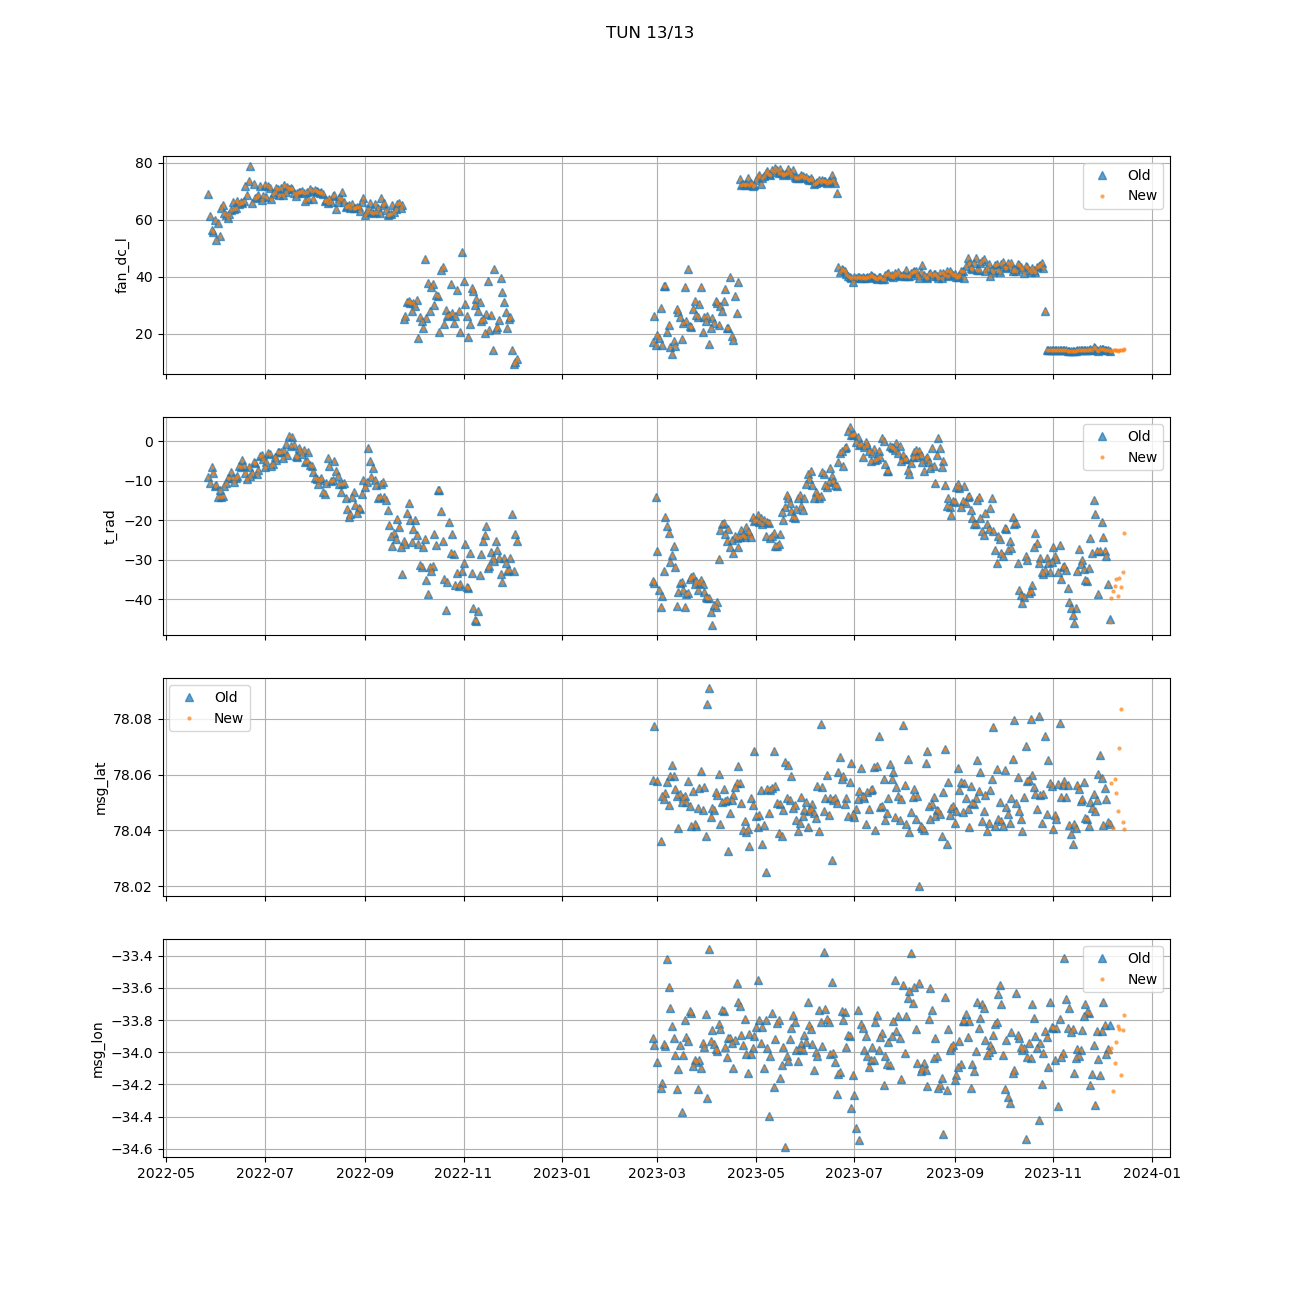 TUN 13/13
80
60
40
20
fan_dc_l
Old
New
0
−10
−20
−30
−40
t_rad
Old
New
78.08
78.06
78.04
78.02
msg_lat
Old
New
−33.4
−33.6
−33.8
−34.0
−34.2
−34.4
−34.6
msg_lon
Old
New
2022-05 2022-07 2022-09 2022-11 2023-01 2023-03 2023-05 2023-07 2023-09 2023-11 2024-01